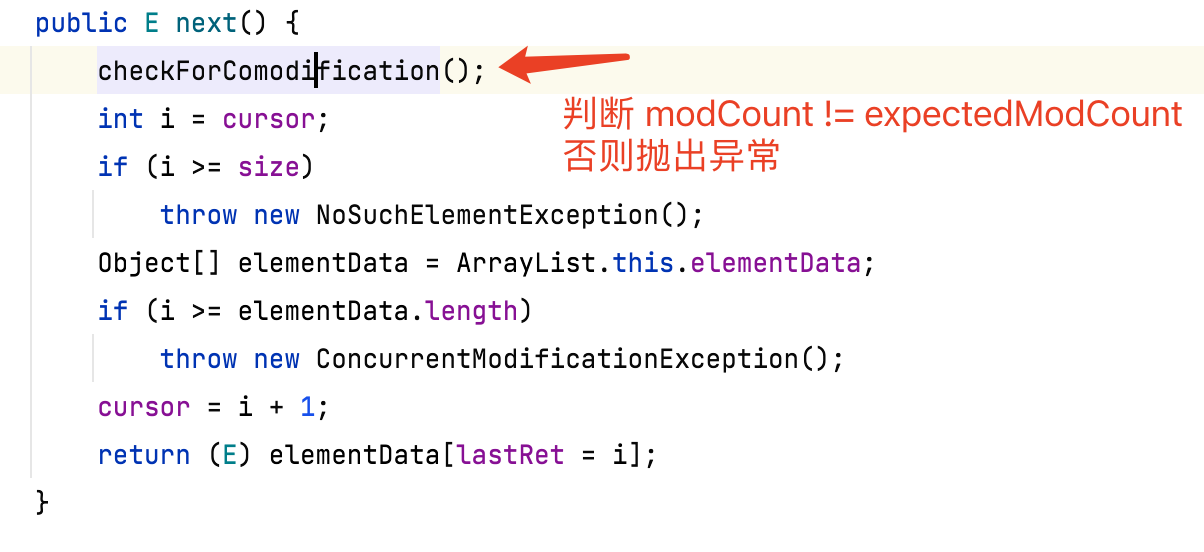 public E next() {
checkForComodification();
int i = cursor;
判断 modCount != expectedModCount
否则抛出异常
if (i >= size)
throw new NoSuchElementException();
Object[] elementData = ArrayList.this.elementData;
if (i >= elementData.length)
throw new ConcurrentModificationException();
cursor = i + 1;
return (E) elementData[lastRet = i];
}